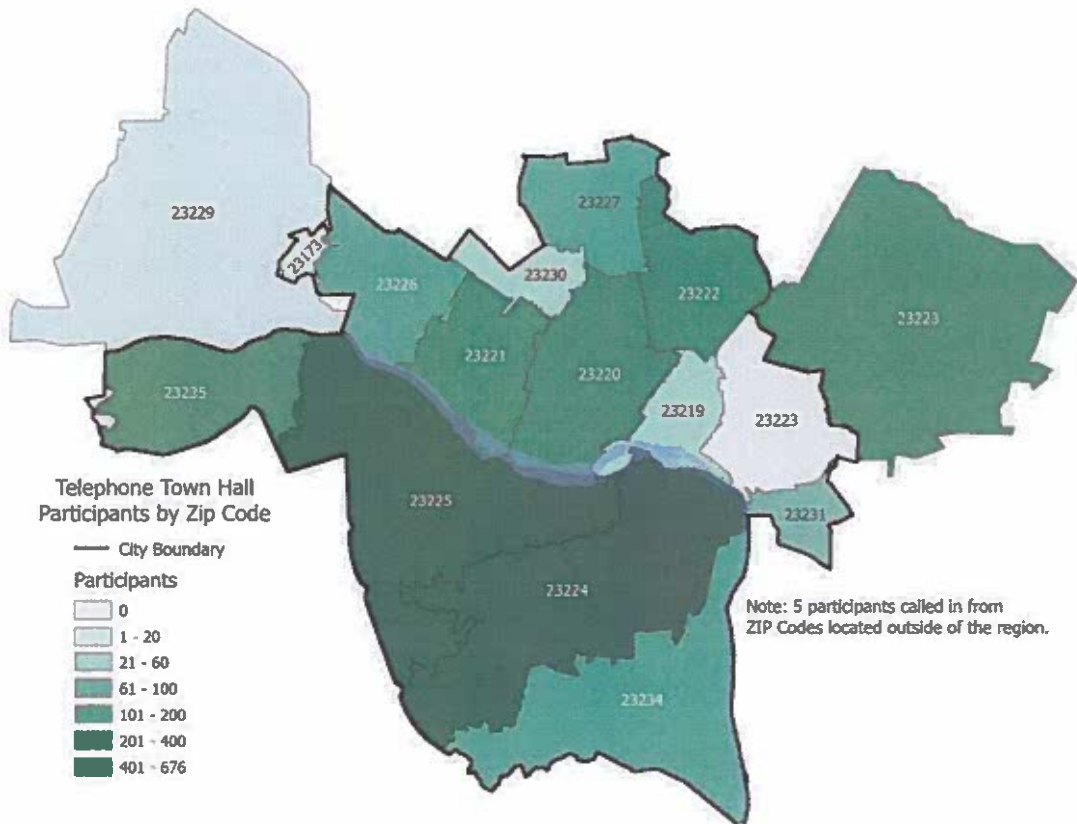 23229
23173
23226
23230
23227
23222
23223
23221
23220
23235
23219
23223
23225
23231
23224
23234
Telephone Town Hall
Participants by Zip Code
City Boundary
Participants
0
1 - 20
21 - 60
61 - 100
101 - 200
201 - 400
401 - 676
Note: 5 participants called in from
ZIP Codes located outside of the region.